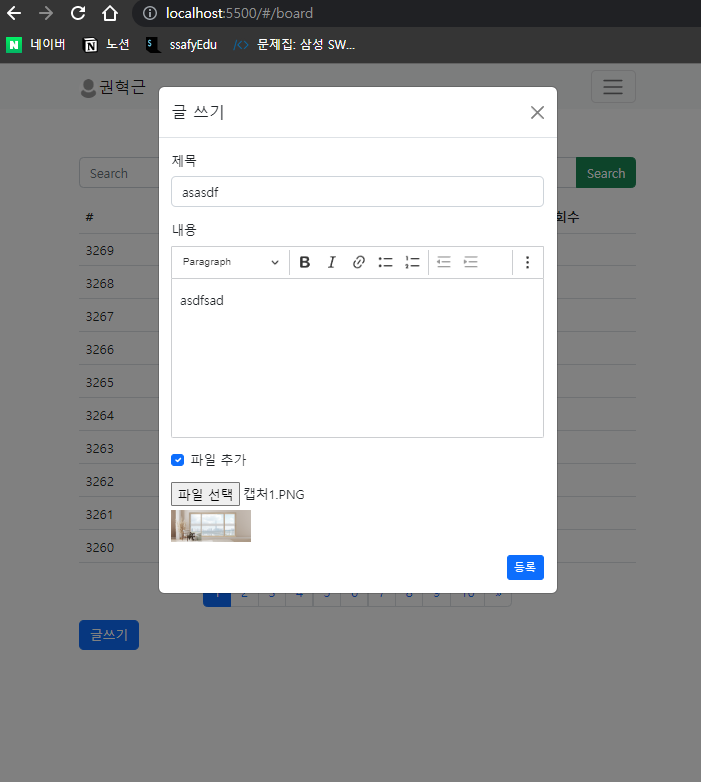 localhost:5500/#/board
네이버 노션 ssafyEdu 문제집: 삼성 SW...
권혁근
글 쓰기
제목
Search
asasdf
Search
# 회수
내용
Paragraph B I
asdfsad
3269
3268
3267
3266
3265
3264
3263
3262
3261
3260
파일 추가
파일 선택 캡처1.PNG
등록
1 2 3 4 5 6 7 8 9 10 »
글쓰기